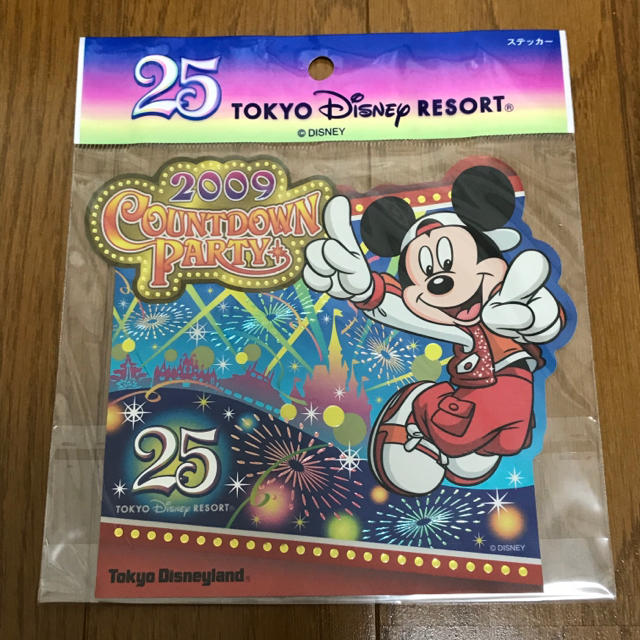 ステッカー
25 TOKYO Disney RESORT®
© DISNEY
2009
COUNTDOWN
PARTY
25
TOKYO Disney RESORT®
© DISNEY
Tokyo Disneyland®